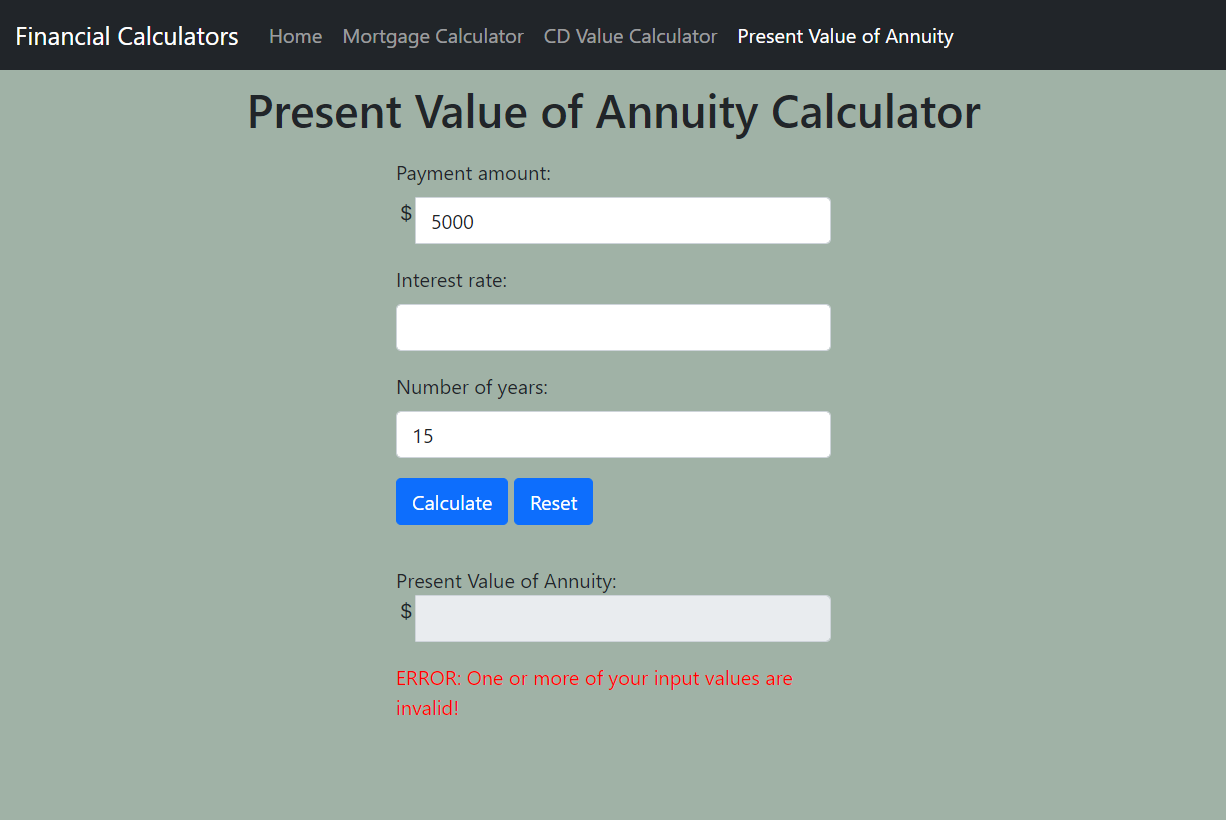 Financial Calculators Home Mortgage Calculator CD Value Calculator Present Value of Annuity
Present Value of Annuity Calculator
Payment amount:
$ 5000
Interest rate:
Number of years:
15
Calculate Reset
Present Value of Annuity:
$
ERROR: One or more of your input values are
invalid!